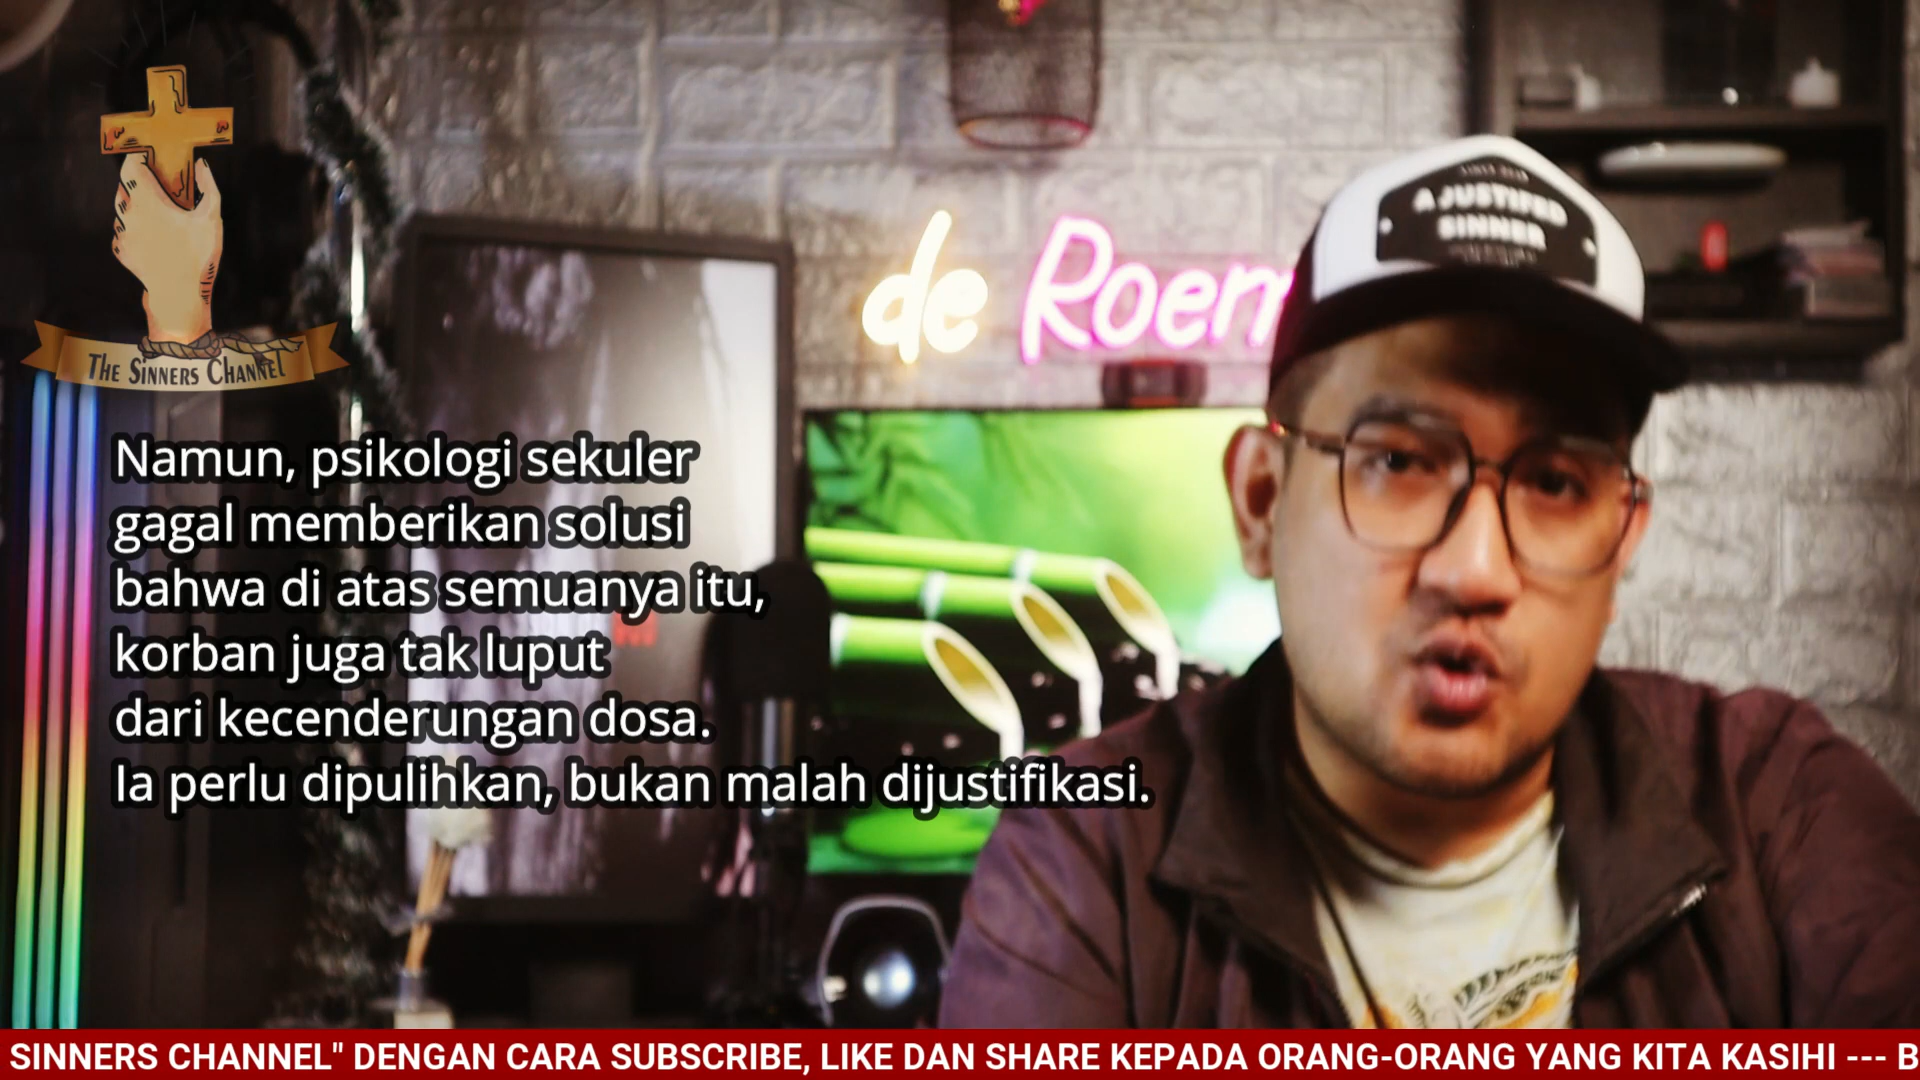 The Sinners Channel
de Roem
A JUSTIFED
SINNER
Namun, psikologi sekuler
gagal memberikan solusi
bahwa di atas semuanya itu,
korban juga tak luput
dari kecenderungan dosa.
Ia perlu dipulihkan, bukan malah dijustifikasi.
SINNERS CHANNEL" DENGAN CARA SUBSCRIBE, LIKE DAN SHARE KEPADA ORANG-ORANG YANG KITA KASIHI --- B